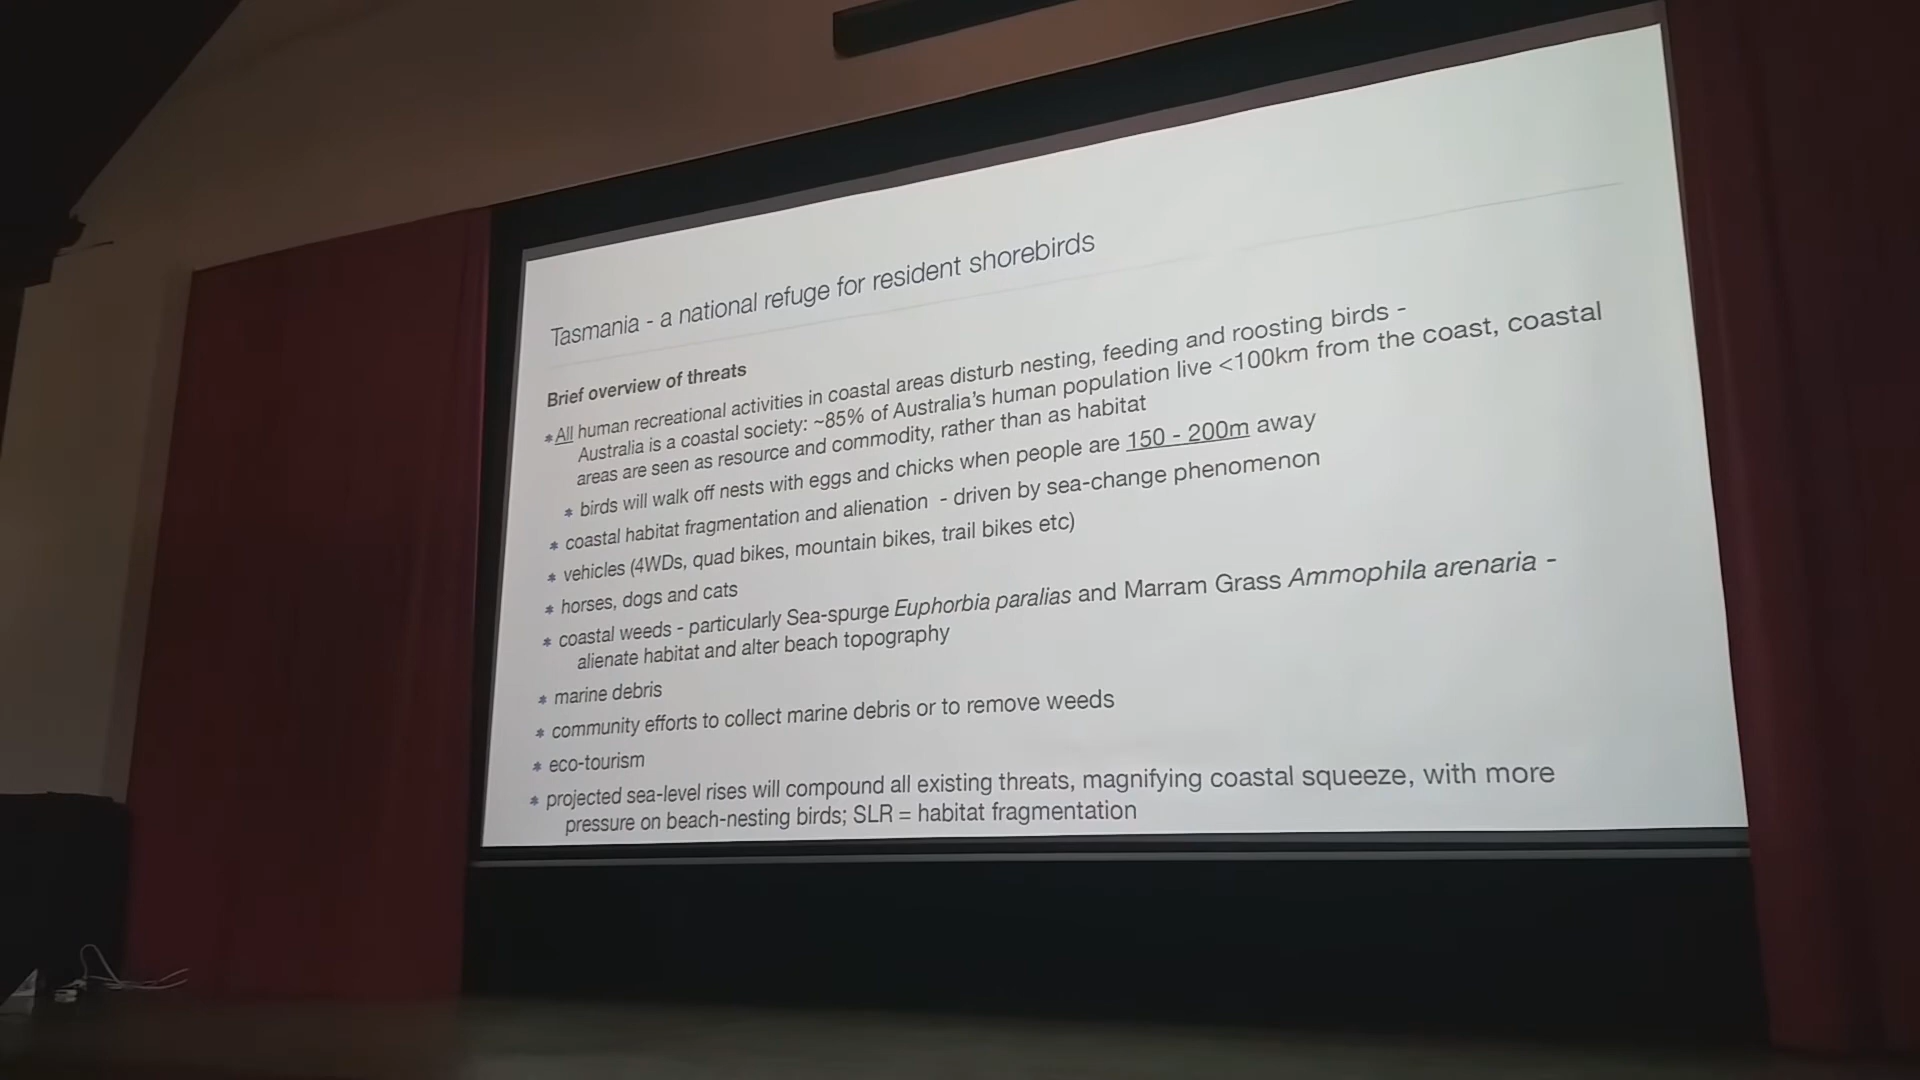 Tasmania - a national refuge for resident shorebirds
Brief overview of threats
* All human recreational activities in coastal areas disturb nesting, feeding and roosting birds -
Australia is a coastal society: ~85% of Australia's human population live <100km from the coast, coastal
areas are seen as resource and commodity, rather than as habitat
* birds will walk off nests with eggs and chicks when people are 150 - 200m away
* coastal habitat fragmentation and alienation - driven by sea-change phenomenon
* vehicles (4WDs, quad bikes, mountain bikes, trail bikes etc)
* horses, dogs and cats
* coastal weeds - particularly Sea-spurge Euphorbia paralias and Marram Grass Ammophila arenaria -
alienate habitat and alter beach topography
* marine debris
* community efforts to collect marine debris or to remove weeds
* eco-tourism
* projected sea-level rises will compound all existing threats, magnifying coastal squeeze, with more
pressure on beach-nesting birds; SLR = habitat fragmentation